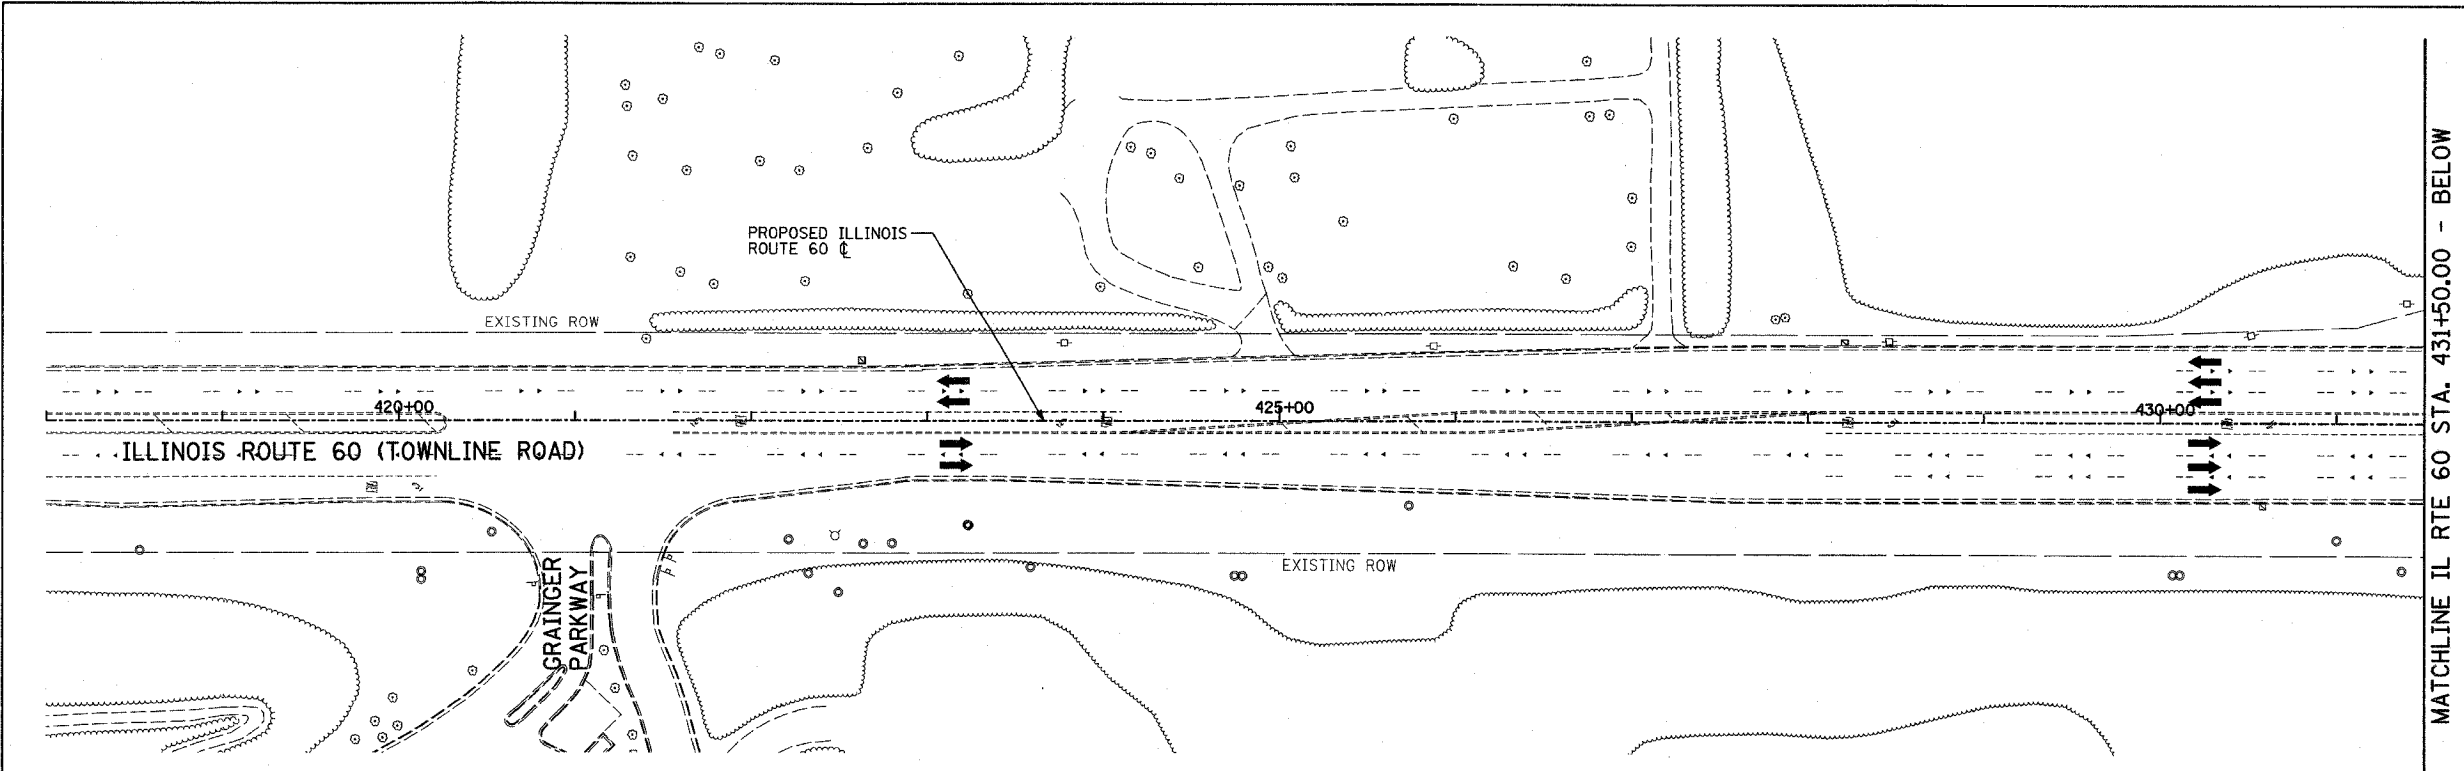 PROPOSED ILLINOIS
ROUTE 60 ℄
EXISTING ROW
420+00
425+00
430+00
ILLINOIS ROUTE 60 (TOWNLINE ROAD)
EXISTING ROW
GRAINGER
PARKWAY
MATCHLINE IL RTE 60 STA. 431+50.00 - BELOW